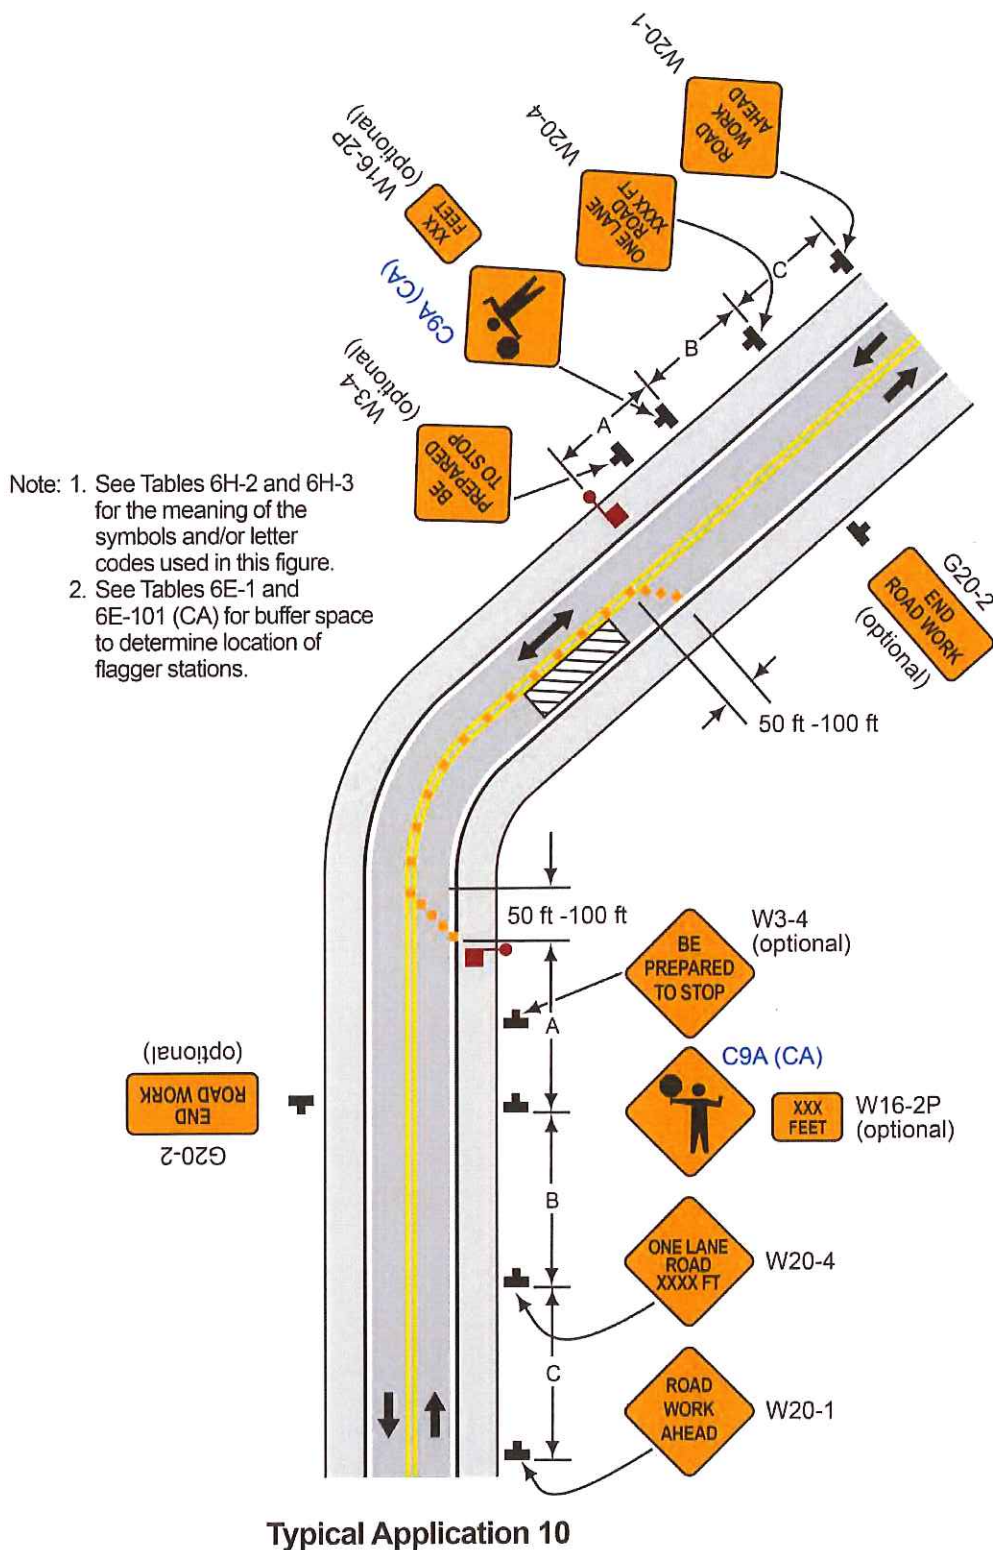 W20-1
ROAD
WORK
AHEAD
W20-4
ONE LANE
ROAD
XXXX FT
W16-2P
(optional)
XXX
FEET
C9A (CA)
W3-4
(optional)
BE
PREPARED
TO STOP
C
B
A
Note: 1. See Tables 6H-2 and 6H-3
for the meaning of the
symbols and/or letter
codes used in this figure.
2. See Tables 6E-1 and
6E-101 (CA) for buffer space
to determine location of
flagger stations.
G20-2
END
ROAD WORK
(optional)
50 ft -100 ft
50 ft -100 ft
A
BE
PREPARED
TO STOP
W3-4
(optional)
C9A (CA)
XXX
FEET
W16-2P
(optional)
G20-2
END
ROAD WORK
(optional)
B
ONE LANE
ROAD
XXXX FT
W20-4
C
ROAD
WORK
AHEAD
W20-1
Typical Application 10